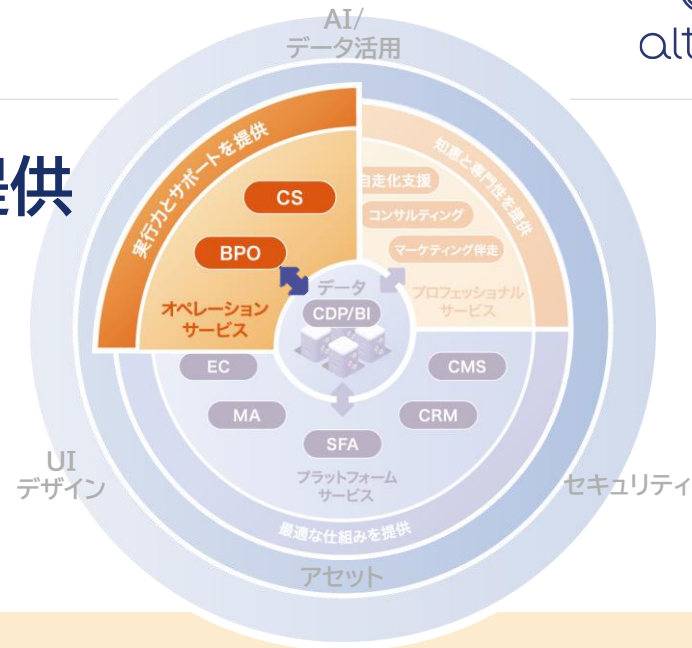 AI/
データ活用
alt
提供
実行力とサポートを提供
知恵と専門性を提供
CS
BPO
オペレーション
サービス
自走化支援
コンサルティング
マーケティング伴走
プロフェッショナル
サービス
データ
CDP/BI
EC
CMS
MA
CRM
SFA
プラットフォーム
サービス
最適な仕組みを提供
UI
デザイン
セキュリティ
アセット